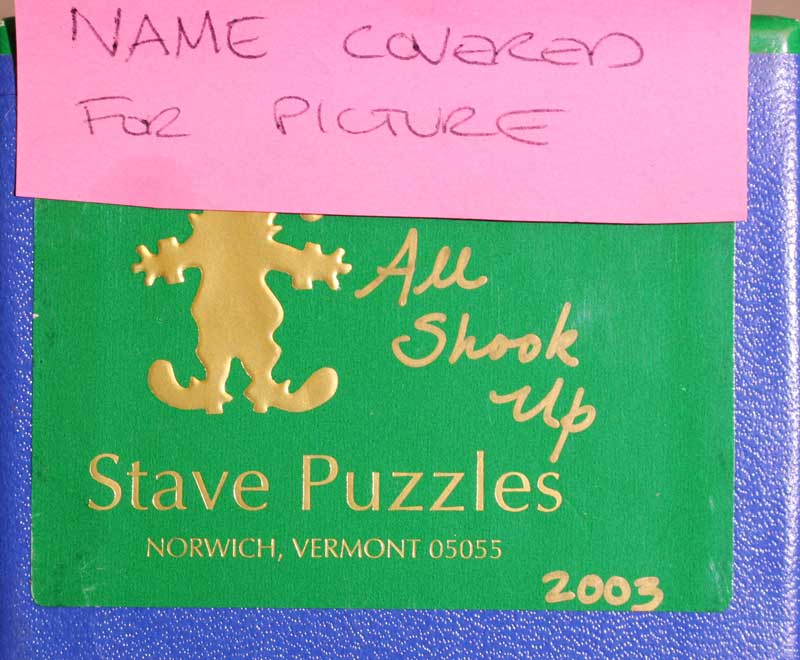 NAME COVERED
FOR PICTURE
All
Shook
Up
Stave Puzzles
NORWICH, VERMONT 05055
2003